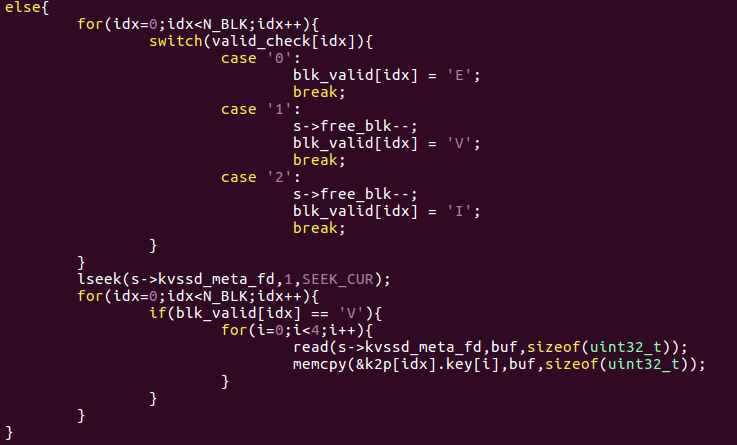 else{
        for(idx=0;idx<N_BLK;idx++){
                switch(valid_check[idx]){
                        case '0':
                                blk_valid[idx] = 'E';
                                break;
                        case '1':
                                s->free_blk--;
                                blk_valid[idx] = 'V';
                                break;
                        case '2':
                                s->free_blk--;
                                blk_valid[idx] = 'I';
                                break;
                }
        }
        lseek(s->kvssd_meta_fd,1,SEEK_CUR);
        for(idx=0;idx<N_BLK;idx++){
                if(blk_valid[idx] == 'V'){
                        for(i=0;i<4;i++){
                                read(s->kvssd_meta_fd,buf,sizeof(uint32_t));
                                memcpy(&k2p[idx].key[i],buf,sizeof(uint32_t));
                        }
                }
        }
}